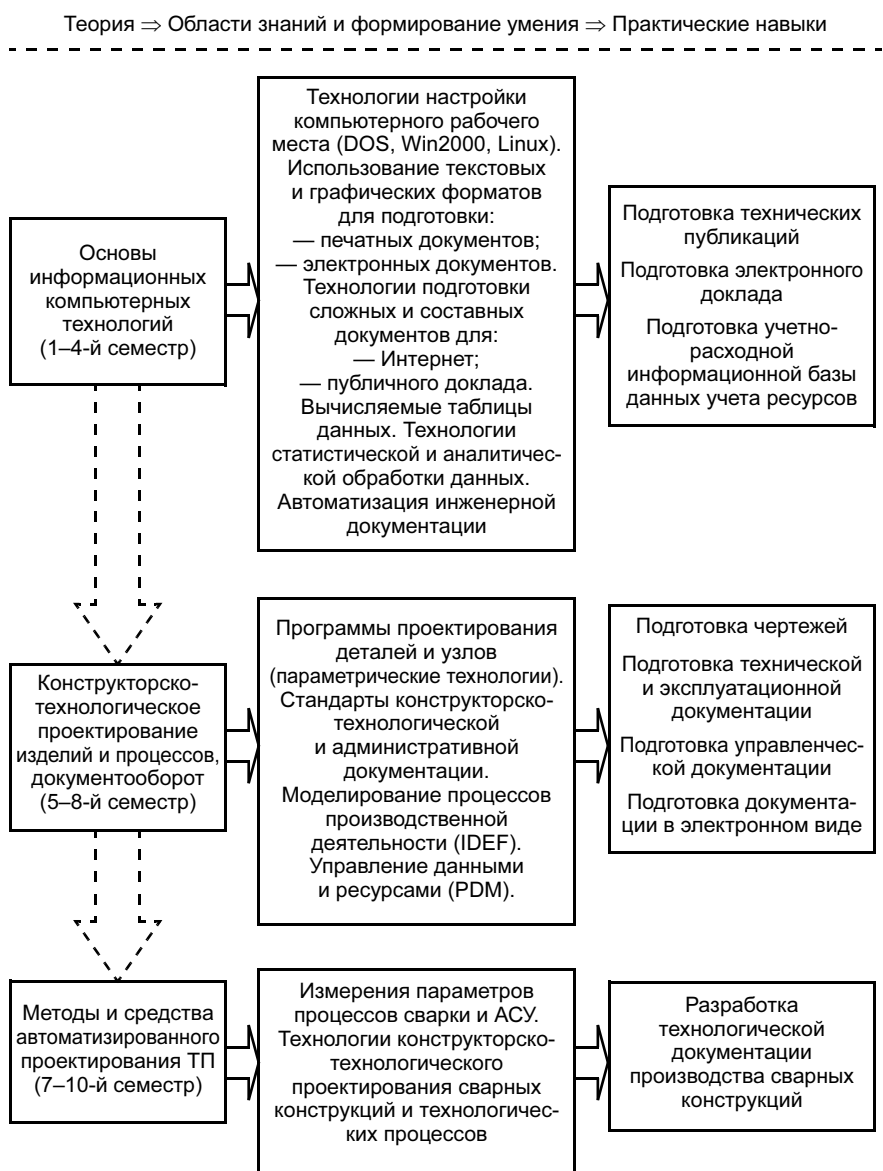 Теория ⇒ Области знаний и формирование умения ⇒ Практические навыки
Основы
информационных
компьютерных
технологий
(1–4-й семестр)
Технологии настройки
компьютерного рабочего
места (DOS, Win2000, Linux).
Использование текстовых
и графических форматов
для подготовки:
— печатных документов;
— электронных документов.
Технологии подготовки
сложных и составных
документов для:
— Интернет;
— публичного доклада.
Вычисляемые таблицы
данных. Технологии
статистической и аналитичес-
кой обработки данных.
Автоматизация инженерной
документации
Подготовка технических
публикаций
Подготовка электронного
доклада
Подготовка учетно-
расходной
информационной базы
данных учета ресурсов
Конструкторско-
технологическое
проектирование
изделий и процессов,
документооборот
(5–8-й семестр)
Программы проектирования
деталей и узлов
(параметрические технологии).
Стандарты конструкторско-
технологической
и административной
документации.
Моделирование процессов
производственной
деятельности (IDEF).
Управление данными
и ресурсами (PDM).
Подготовка чертежей
Подготовка технической
и эксплуатационной
документации
Подготовка управленчес-
кой документации
Подготовка документа-
ции в электронном виде
Методы и средства
автоматизированного
проектирования ТП
(7–10-й семестр)
Измерения параметров
процессов сварки и АСУ.
Технологии конструкторско-
технологического
проектирования сварных
конструкций и технологичес-
ких процессов
Разработка
технологической
документации
производства сварных
конструкций